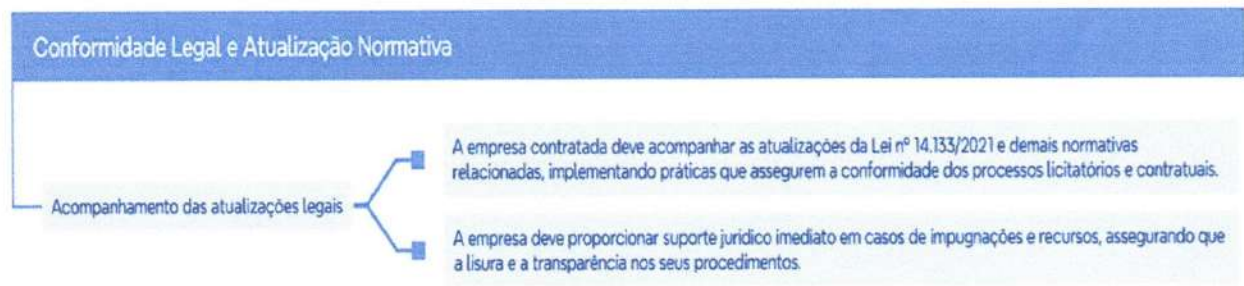 Conformidade Legal e Atualização Normativa
Acompanhamento das atualizações legais
A empresa contratada deve acompanhar as atualizações da Lei nº 14.133/2021 e demais normativas
relacionadas, implementando práticas que assegurem a conformidade dos processos licitatórios e contratuais.
A empresa deve proporcionar suporte jurídico imediato em casos de impugnações e recursos, assegurando que
a lisura e a transparência nos seus procedimentos.